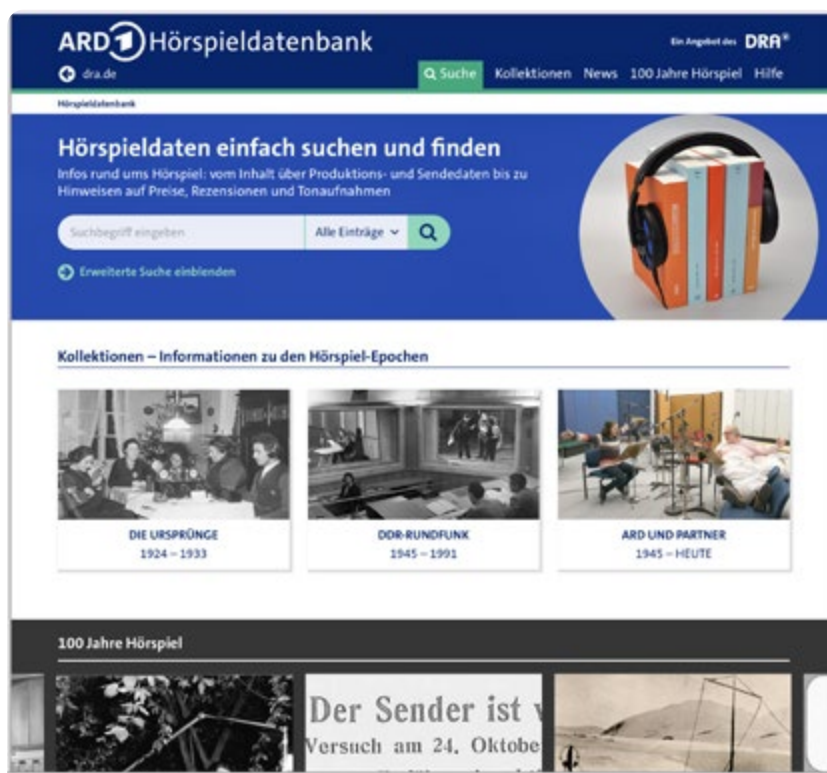 ARD 1 Hörspieldatenbank
Ein Angebot des DRA
dra.de
Suche Kollektionen News 100 Jahre Hörspiel Hilfe
Hörspieldatenbank
Hörspieldaten einfach suchen und finden
Infos rund ums Hörspiel: vom Inhalt über Produktions- und Sendedaten bis zu
Hinweisen auf Preise, Rezensionen und Tonaufnahmen
Suchbegriff eingeben
Alle Einträge
Erweiterte Suche einblenden
Kollektionen – Informationen zu den Hörspiel-Epochen
DIE URSPRÜNGE
1924 – 1933
DDR-RUNDFUNK
1945 – 1991
ARD UND PARTNER
1945 – HEUTE
100 Jahre Hörspiel
Der Sender ist
Versuch am 24. Oktobe